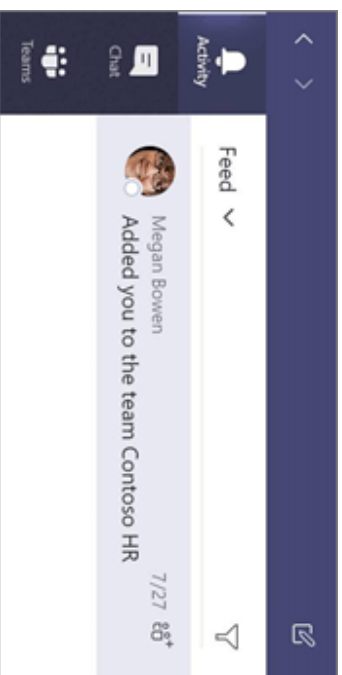 Activity
Feed
Chat
Megan Bowen
7/27
Added you to the team Contoso HR
Teams